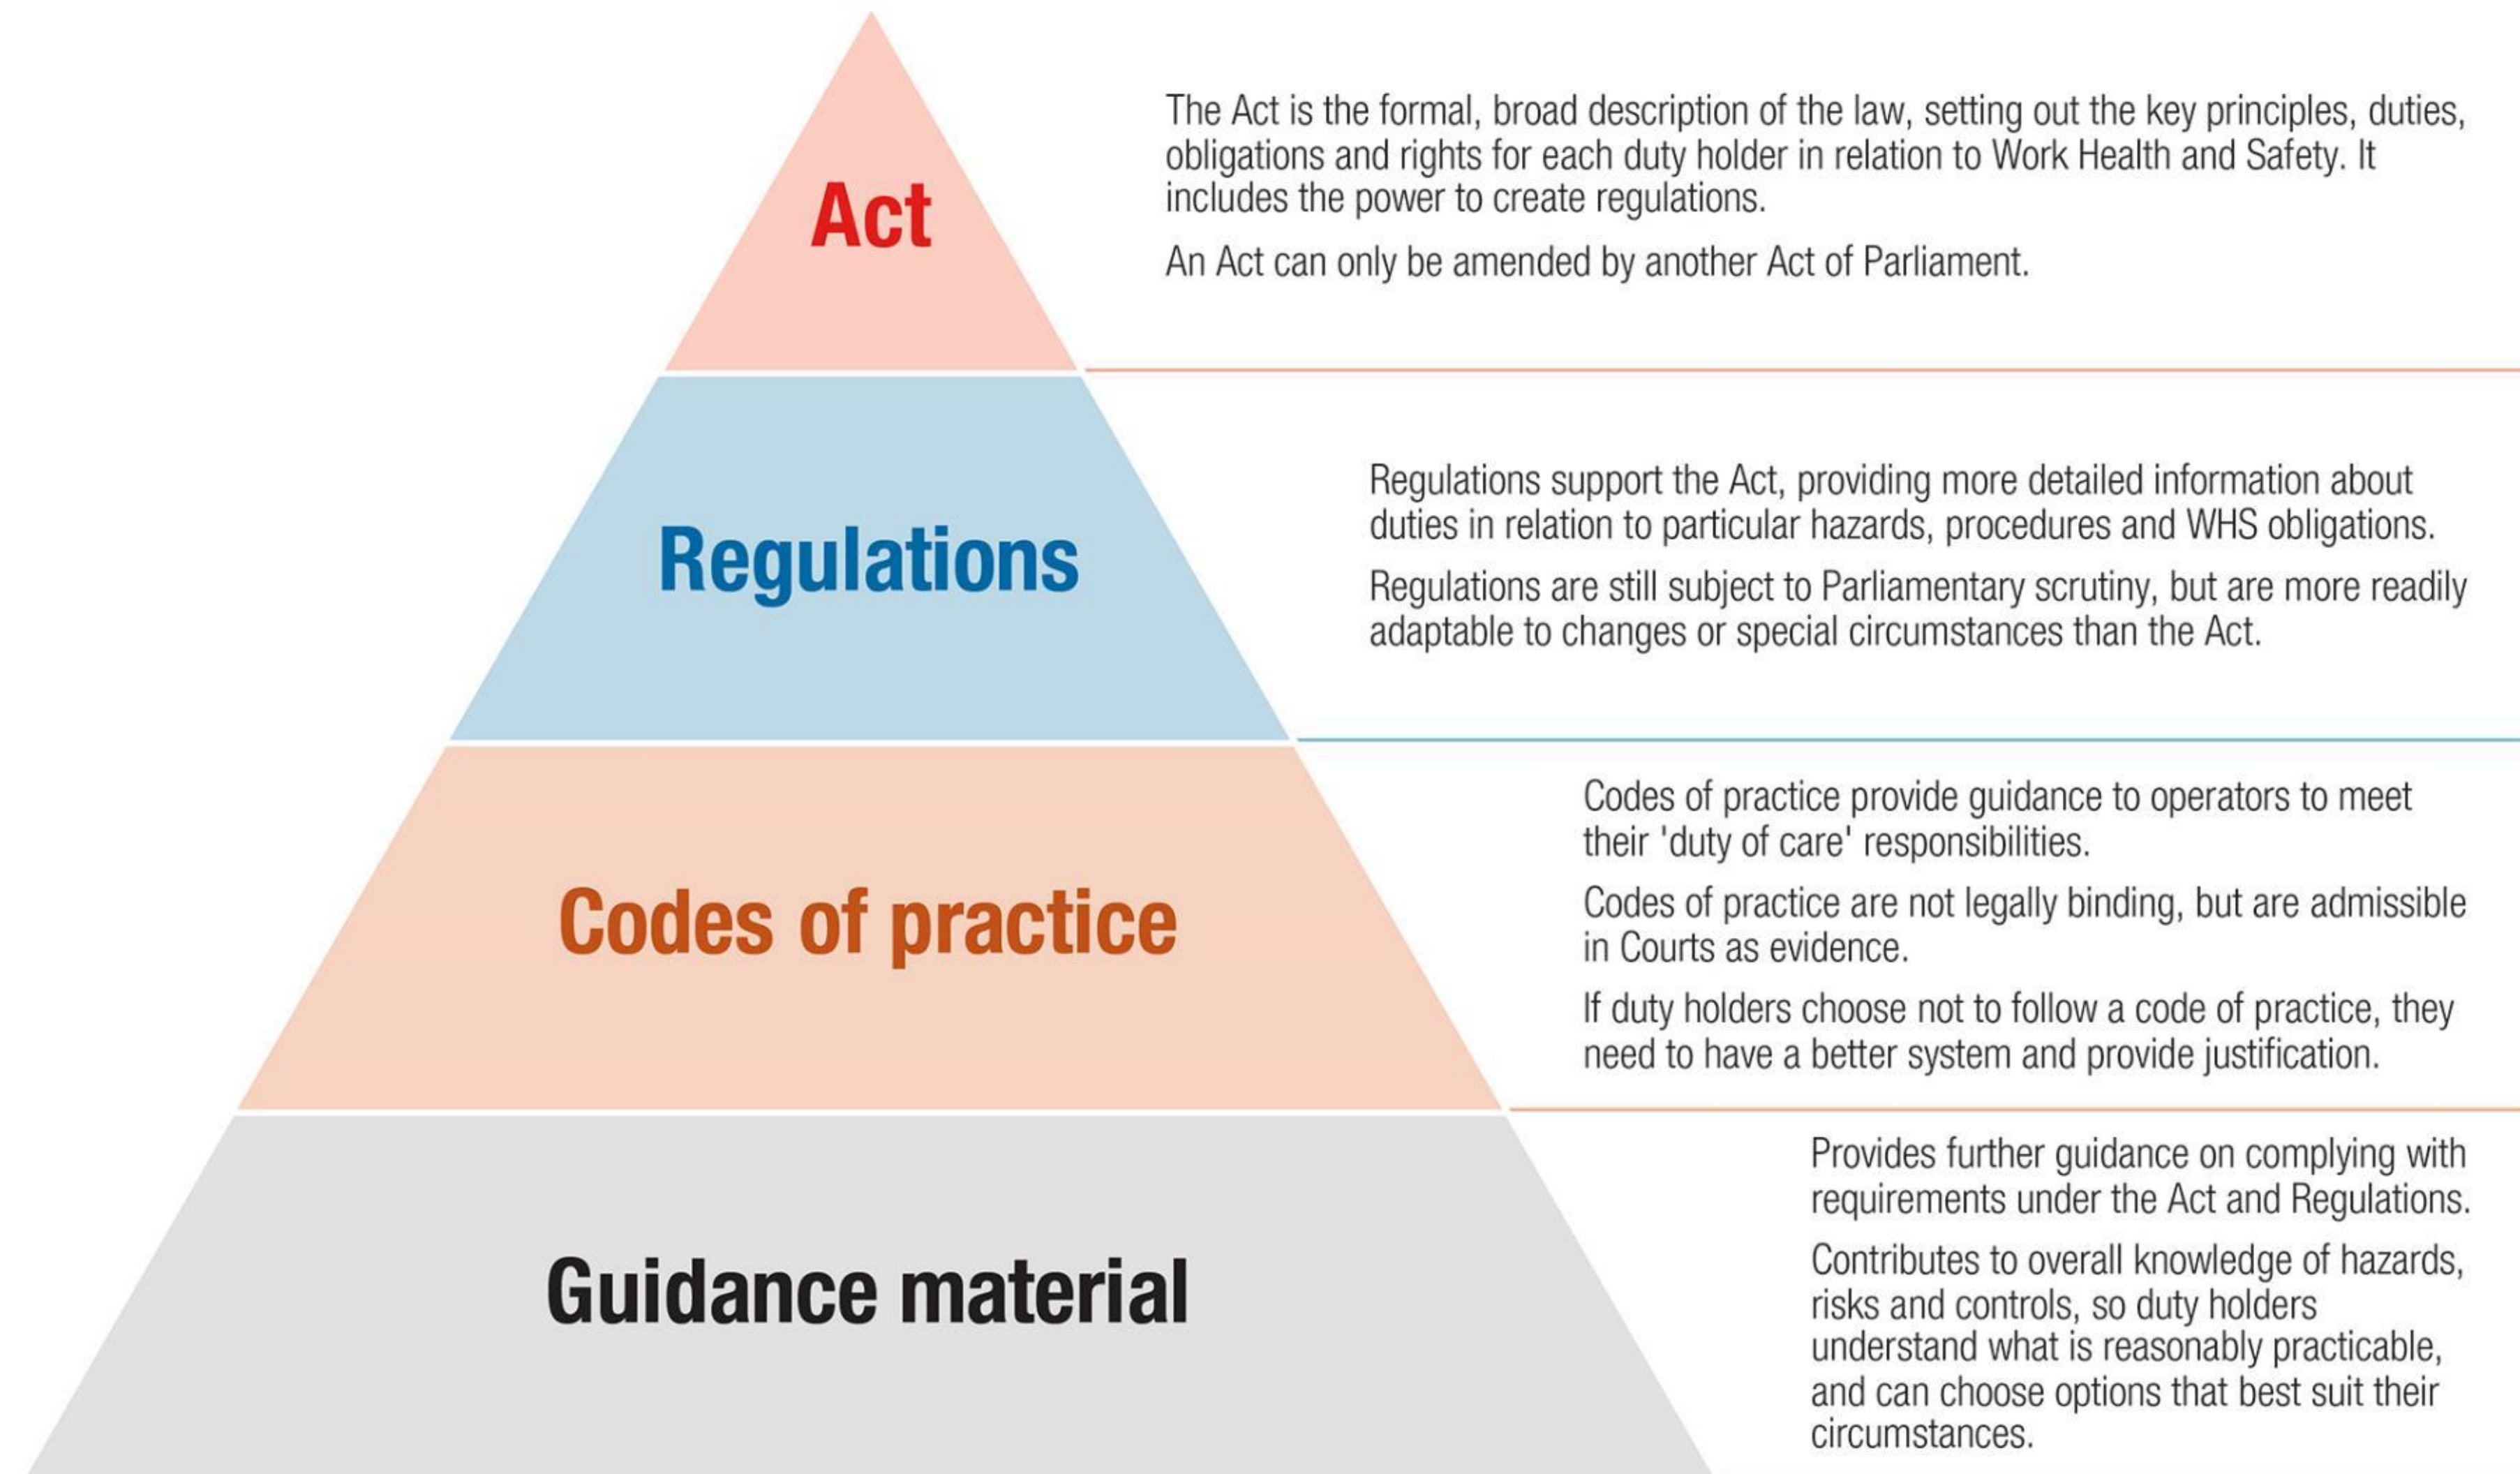 Act
The Act is the formal, broad description of the law, setting out the key principles, duties,
obligations and rights for each duty holder in relation to Work Health and Safety. It
includes the power to create regulations.
An Act can only be amended by another Act of Parliament.
Regulations
Regulations support the Act, providing more detailed information about
duties in relation to particular hazards, procedures and WHS obligations.
Regulations are still subject to Parliamentary scrutiny, but are more readily
adaptable to changes or special circumstances than the Act.
Codes of practice
Codes of practice provide guidance to operators to meet
their 'duty of care' responsibilities.
Codes of practice are not legally binding, but are admissible
in Courts as evidence.
If duty holders choose not to follow a code of practice, they
need to have a better system and provide justification.
Guidance material
Provides further guidance on complying with
requirements under the Act and Regulations.
Contributes to overall knowledge of hazards,
risks and controls, so duty holders
understand what is reasonably practicable,
and can choose options that best suit their
circumstances.